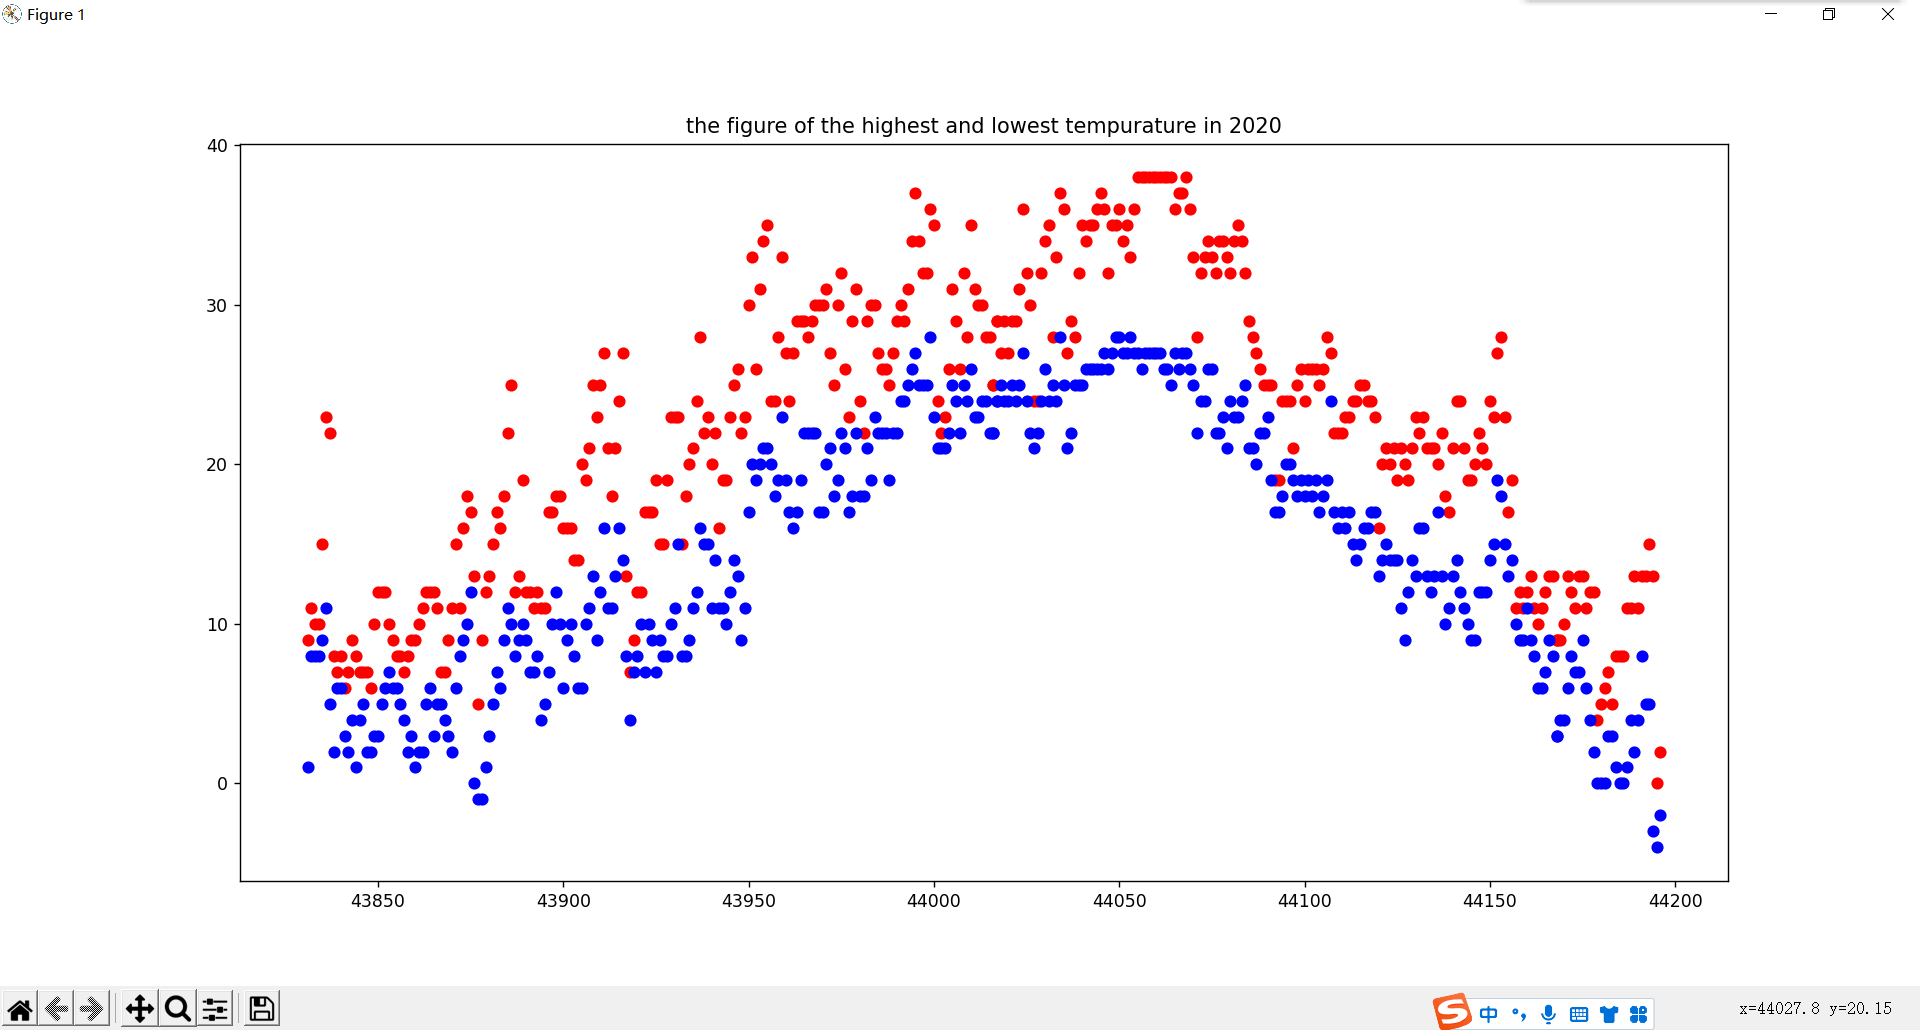 Figure 1
the figure of the highest and lowest tempurature in 2020
40
30
20
10
0
43850 43900 43950 44000 44050 44100 44150 44200
S 中
x=44027.8 y=20.15